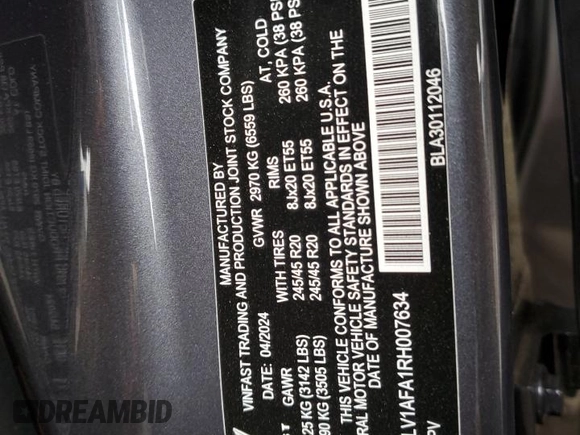 MANUFACTURED BY
VINFAST TRADING AND PRODUCTION JOINT STOCK COMPANY
DATE: 04/2024 GVWR 2970 KG (6559 LBS)
GAWR WITH TIRES RIMS AT, COLD
25 KG (3142 LBS) 245/45 R20 8Jx20 ET55 260 KPA (38 PS
90 KG (3505 LBS) 245/45 R20 8Jx20 ET55 260 KPA (38 PS
THIS VEHICLE CONFORMS TO ALL APPLICABLE U.S.A.
RAL MOTOR VEHICLE SAFETY STANDARDS IN EFFECT ON THE
OF MANUFACTURE SHOWN ABOVE
LV1AFA1RH007634
BLA30112046
PV
DREAMBID